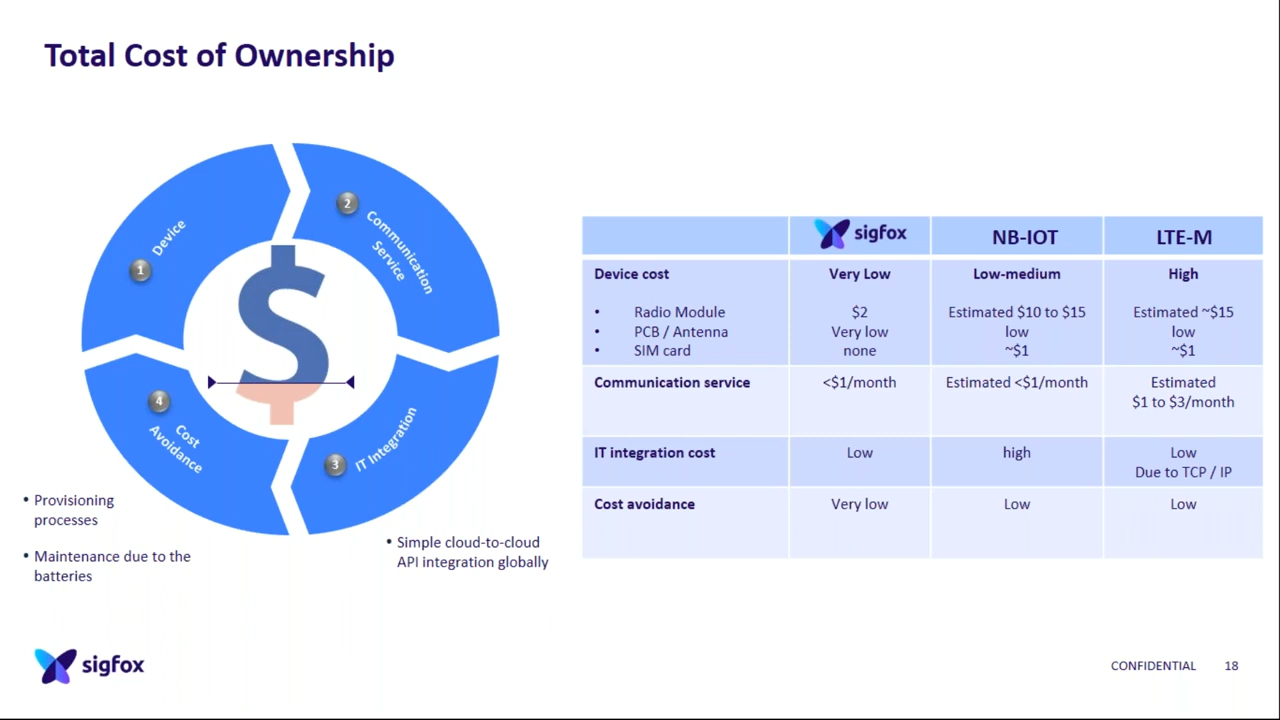 Total Cost of Ownership
1
Device
2
Communication
Service
$
4
Cost
Avoidance
3
IT Integration
• Provisioning
processes
• Maintenance due to the
batteries
• Simple cloud-to-cloud
API integration globally
sigfox NB-IOT LTE-M
Device cost Very Low Low-medium High
• Radio Module $2 Estimated $10 to $15 Estimated ~$15
• PCB / Antenna Very low low low
• SIM card none ~$1 ~$1
Communication service <$1/month Estimated <$1/month Estimated
$1 to $3/month
IT integration cost Low high Low
Due to TCP / IP
Cost avoidance Very low Low Low
sigfox
CONFIDENTIAL 18